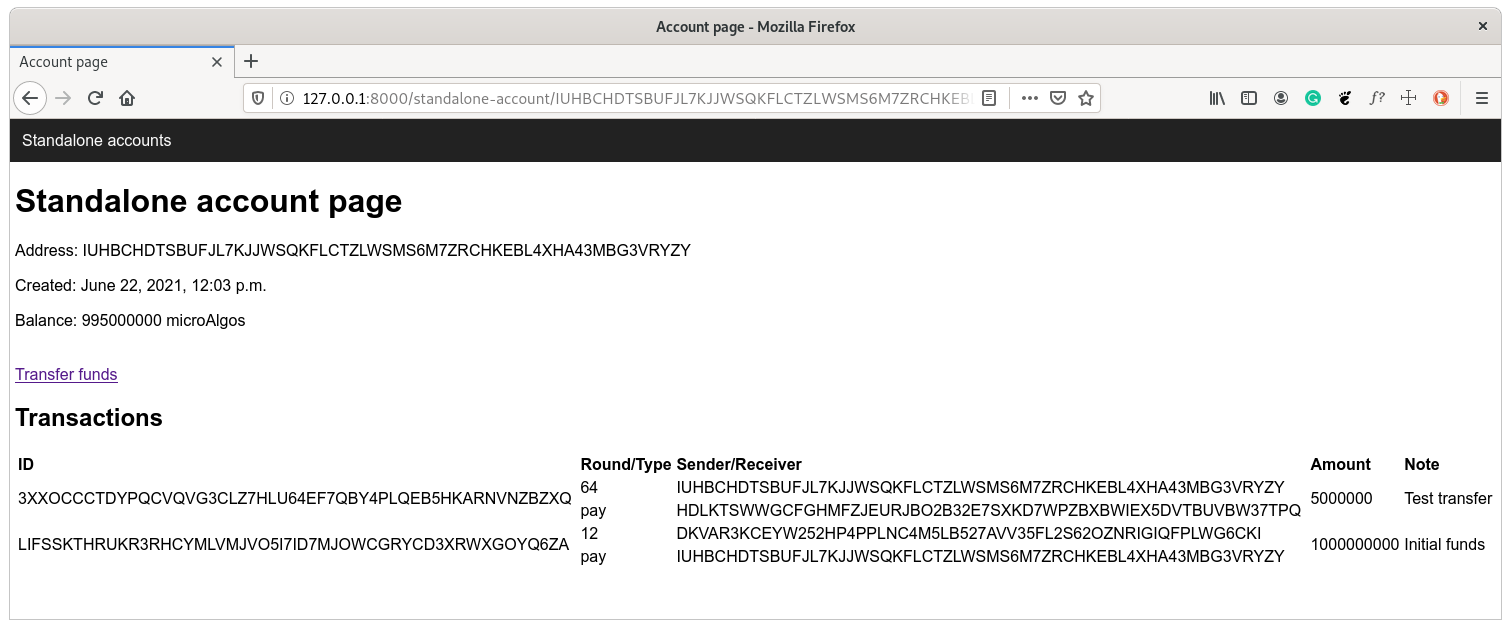 Account page - Mozilla Firefox
Account page
127.0.0.1:8000/standalone-account/IUHBCHDTSBUFJL7KJJWSQKFLCTZLWSMS6M7ZRCHKEB
Standalone accounts
Standalone account page
Address: IUHBCHDTSBUFJL7KJJWSQKFLCTZLWSMS6M7ZRCHKEBL4XHA43MBG3VRYZY
Created: June 22, 2021, 12:03 p.m.
Balance: 995000000 microAlgos
Transfer funds
Transactions
ID Round/Type Sender/Receiver Amount Note
64 IUHBCHDTSBUFJL7KJJWSQKFLCTZLWSMS6M7ZRCHKEBL4XHA43MBG3VRYZY
3XXOCCCTDYPQCVQVG3CLZ7HLU64EF7QBY4PLQEB5HKARNVNZBZXQ 5000000 Test transfer
pay HDLKTSWWGCFGHMFZJEURJBO2B32E7SXKD7WPZBXBWIEX5DVTBUVBW37TPQ
12 DKVAR3KCEYW252HP4PPLNC4M5LB527AVV35FL2S62OZNRIGIQFPLWG6CKI
LIFSSKTHRUKR3RHCYMLVMJVO5I7ID7MJOWCGRYCD3XRWXGOYQ6ZA 1000000000 Initial funds
pay IUHBCHDTSBUFJL7KJJWSQKFLCTZLWSMS6M7ZRCHKEBL4XHA43MBG3VRYZY